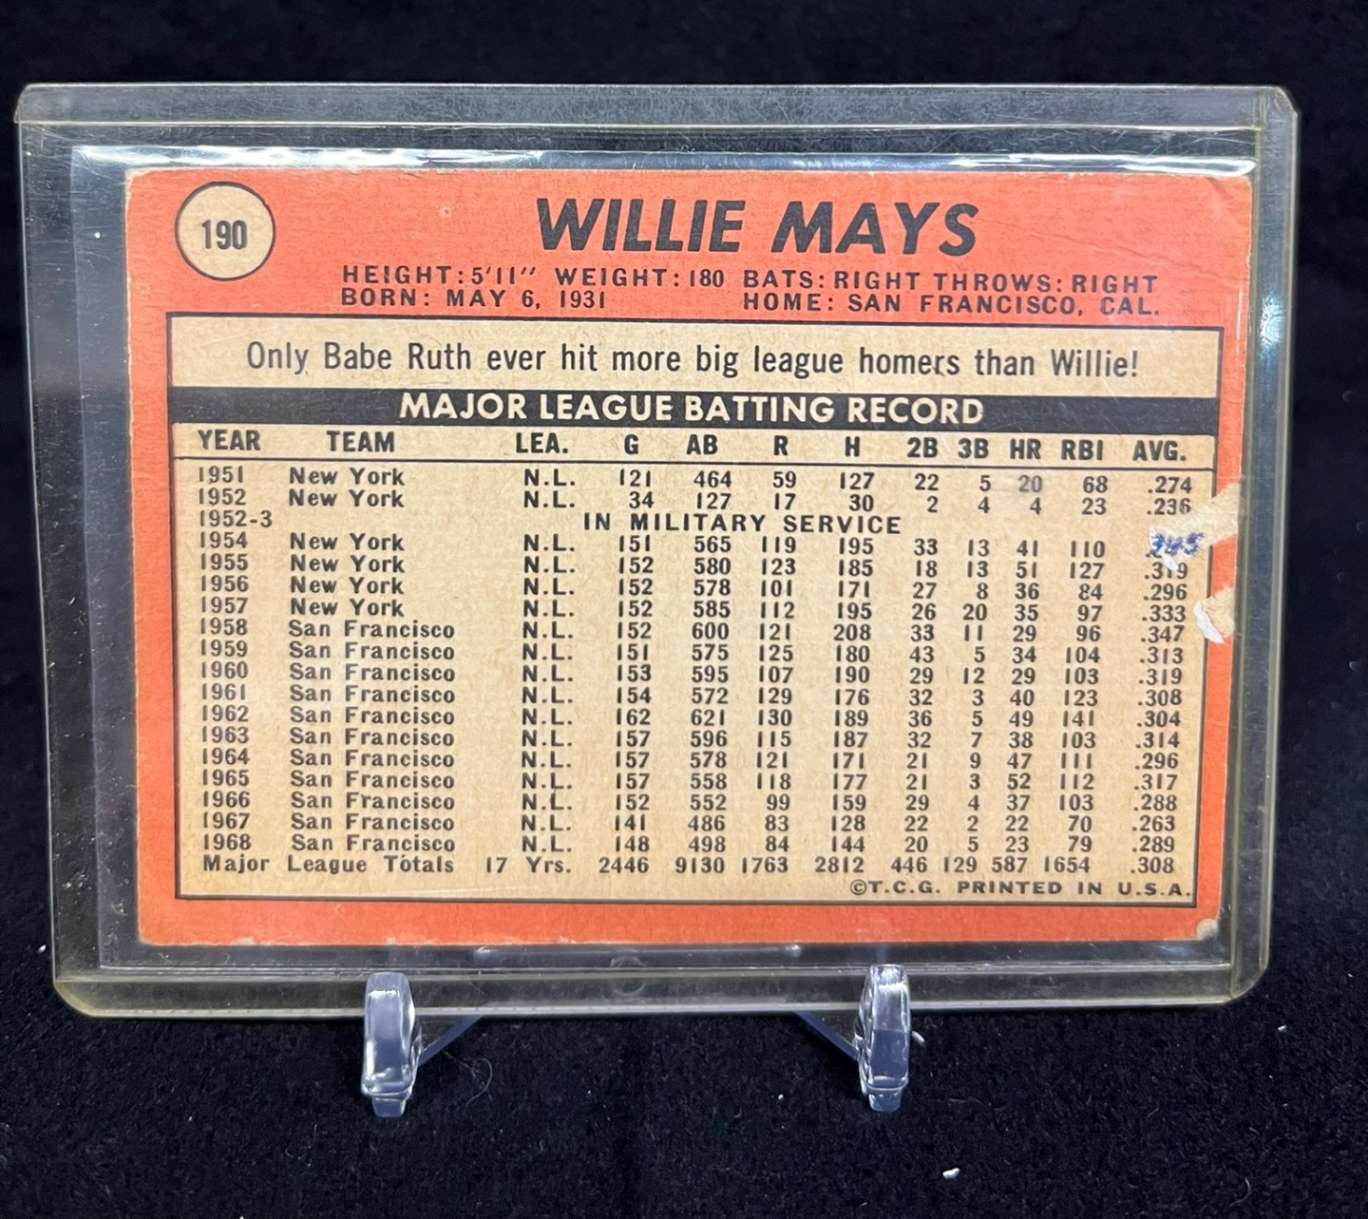 190
WILLIE MAYS
HEIGHT: 5'11" WEIGHT: 180 BATS: RIGHT THROWS: RIGHT
BORN: MAY 6, 1931 HOME: SAN FRANCISCO, CAL.
Only Babe Ruth ever hit more big league homers than Willie!
MAJOR LEAGUE BATTING RECORD
YEAR TEAM LEA. G AB R H 2B 3B HR RBI AVG.
1951 New York N.L. 121 464 59 127 22 5 20 68 .274
1952 New York N.L. 34 127 17 30 2 4 4 23 .236
1952-3 IN MILITARY SERVICE
1954 New York N.L. 151 565 119 195 33 13 41 110 .345
1955 New York N.L. 152 580 123 185 18 13 51 127 .319
1956 New York N.L. 152 578 101 171 27 8 36 84 .296
1957 New York N.L. 152 585 112 195 26 20 35 97 .333
1958 San Francisco N.L. 152 600 121 208 33 11 29 96 .347
1959 San Francisco N.L. 151 575 125 180 43 5 34 104 .313
1960 San Francisco N.L. 153 595 107 190 29 12 29 103 .319
1961 San Francisco N.L. 154 572 129 176 32 3 40 123 .308
1962 San Francisco N.L. 162 621 130 189 36 5 49 141 .304
1963 San Francisco N.L. 157 596 115 187 32 7 38 103 .314
1964 San Francisco N.L. 157 578 121 171 21 9 47 111 .296
1965 San Francisco N.L. 157 558 118 177 21 3 52 112 .317
1966 San Francisco N.L. 152 552 99 159 29 4 37 103 .288
1967 San Francisco N.L. 141 486 83 128 22 2 22 70 .263
1968 San Francisco N.L. 148 498 84 144 20 5 23 79 .289
Major League Totals 17 Yrs. 2446 9130 1763 2812 446 129 587 1654 .308
©T.C.G. PRINTED IN U.S.A.